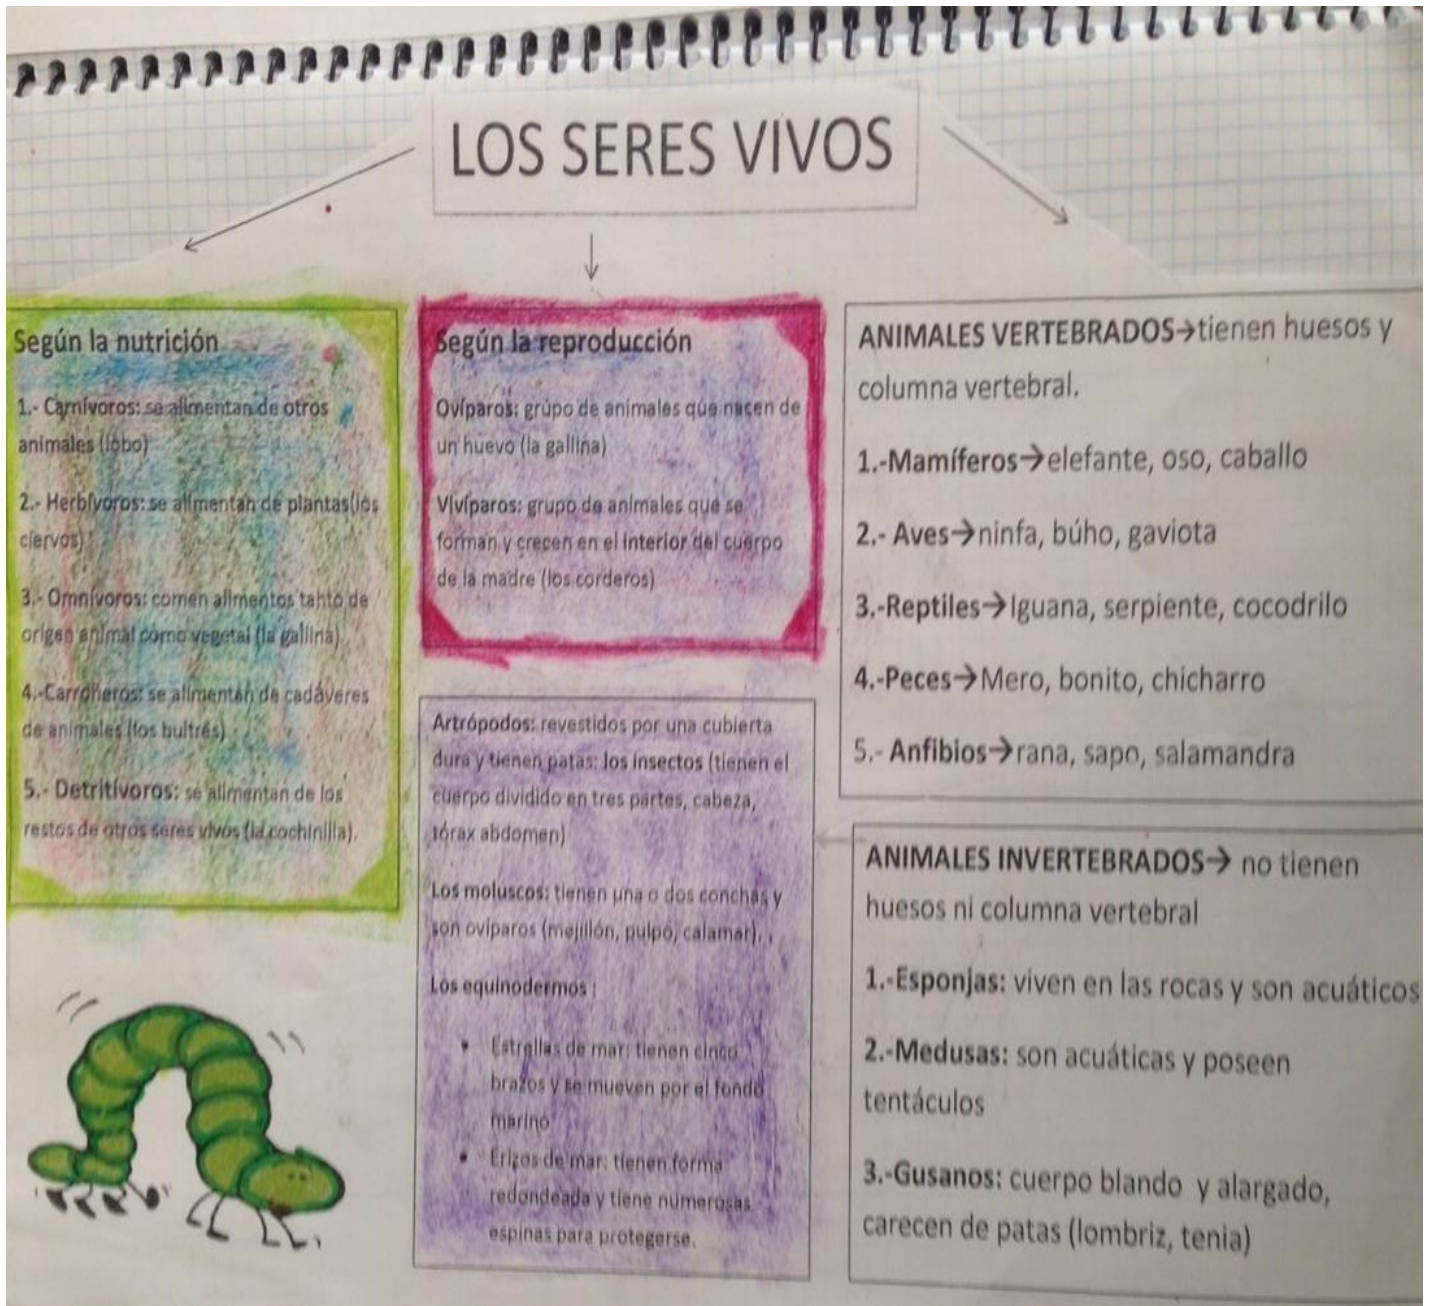 LOS SERES VIVOS
Según la nutrición
1.- Carnívoros: se alimentan de otros
animales (lobo)
2.- Herbívoros: se alimentan de plantas(los
ciervos)
3.- Omnívoros: comen alimentos tanto de
origen animal como vegetal (la gallina)
4.-Carroñeros: se alimentan de cadáveres
de animales (los buitres)
5.- Detritívoros: se alimentan de los
restos de otros seres vivos (la cochinilla).
Según la reproducción
Ovíparos: grupo de animales que nacen de
un huevo (la gallina)
Vivíparos: grupo de animales que se
forman y crecen en el interior del cuerpo
de la madre (los corderos)
Artrópodos: revestidos por una cubierta
dura y tienen patas: los insectos (tienen el
cuerpo dividido en tres partes, cabeza,
tórax abdomen)
Los moluscos: tienen una o dos conchas y
son ovíparos (mejillón, pulpo, calamar).
Los equinodermos :
• Estrellas de mar: tienen cinco
brazos y se mueven por el fondo
marino
• Erizos de mar: tienen forma
redondeada y tiene numerosas
espinas para protegerse.
ANIMALES VERTEBRADOS→tienen huesos y
columna vertebral.
1.-Mamíferos→elefante, oso, caballo
2.- Aves→ninfa, búho, gaviota
3.-Reptiles→Iguana, serpiente, cocodrilo
4.-Peces→Mero, bonito, chicharro
5.- Anfibios→rana, sapo, salamandra
ANIMALES INVERTEBRADOS→ no tienen
huesos ni columna vertebral
1.-Esponjas: viven en las rocas y son acuáticos
2.-Medusas: son acuáticas y poseen
tentáculos
3.-Gusanos: cuerpo blando y alargado,
carecen de patas (lombriz, tenia)